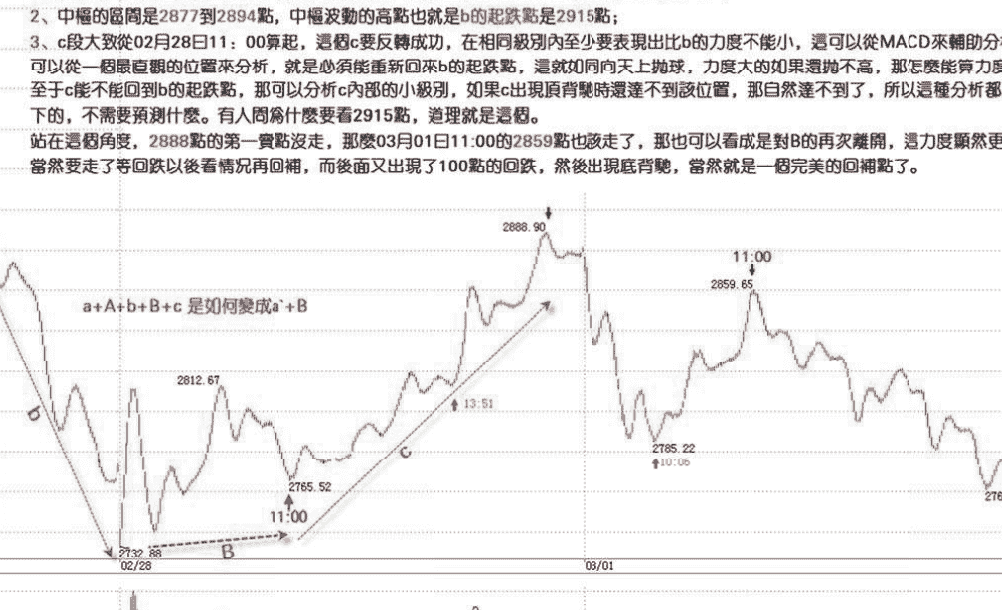 2、中樞的區間是2877到2894點，中樞波動的高點也就是b的起跌點是2915點；
3、c段大致從02月28日11：00算起，這個c要反轉成功，在相同級別內至少要表現出比b的力度不能小，這可以從MACD來輔助分
可以從一個最直觀的位置來分析，就是必須能重新回來b的起跌點，這就如同向天上拋球，力度大的如果還拋不高，那怎麼能算力度
至于c能不能回到b的起跌點，那可以分析c內部的小級別，如果c出現頂背馳時還達不到該位置，那自然達不到了，所以這種分析都
下的，不需要預測什麼。有人問爲什麼要看2915點，道理就是這個。
站在這個角度，2888點的第一賣點沒走，那麼03月01日11:00的2859點也該走了，那也可以看成是對B的再次離開，這力度顯然更
當然要走了等回跌以後看情況再回補，而後面又出現了100點的回跌，然後出現底背馳，當然就是一個完美的回補點了。
2888.90
11:00
2859.65
a+A+b+B+c 是如何變成a`+B
2812.67
b
13:51
c
2785.22
10:06
2765.52
276
11:00
B
2732.88
02/28
03/01